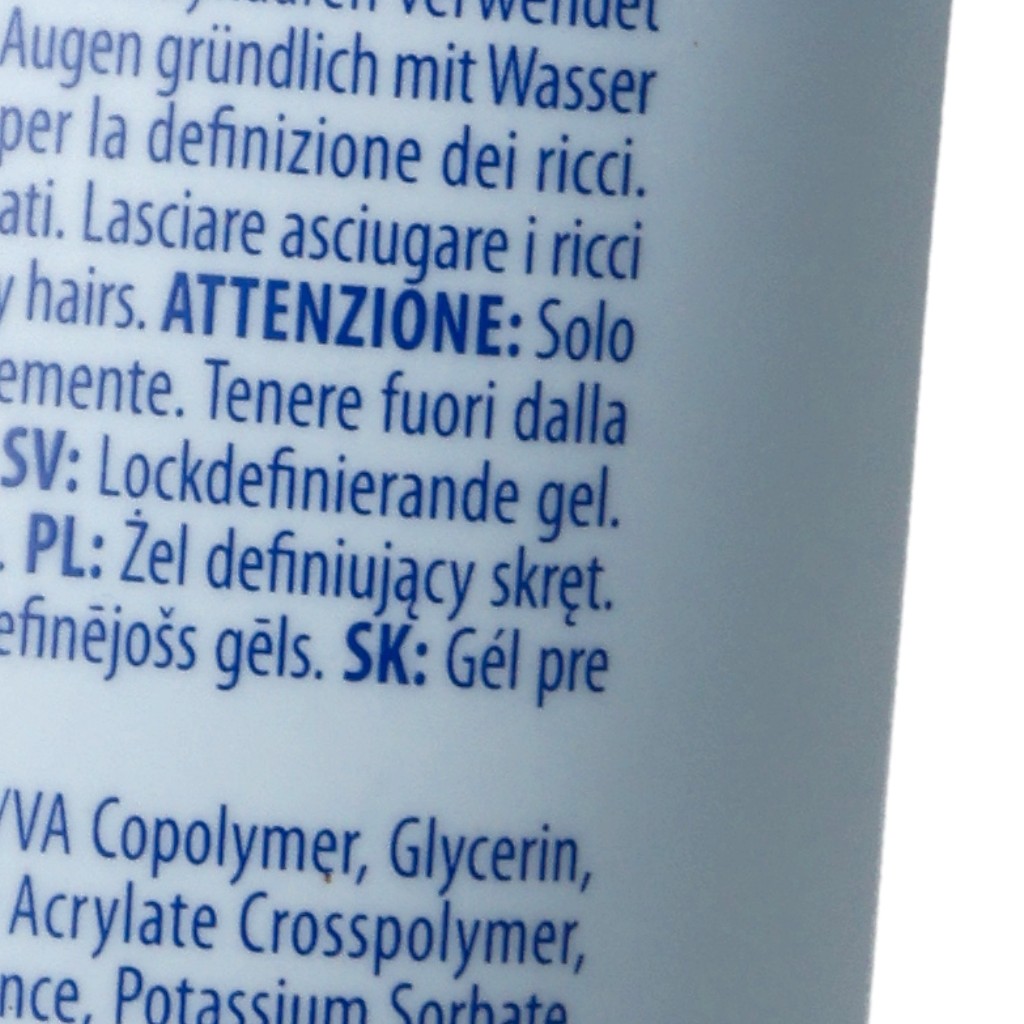 verwendet
Augen gründlich mit Wasser
per la definizione dei ricci.
ati. Lasciare asciugare i ricci
y hairs. ATTENZIONE: Solo
emente. Tenere fuori dalla
SV: Lockdefinierande gel.
. PL: Żel definiujący skręt.
efinējošs gēls. SK: Gél pre
/VA Copolymer, Glycerin,
Acrylate Crosspolymer,
nce, Potassium Sorbate